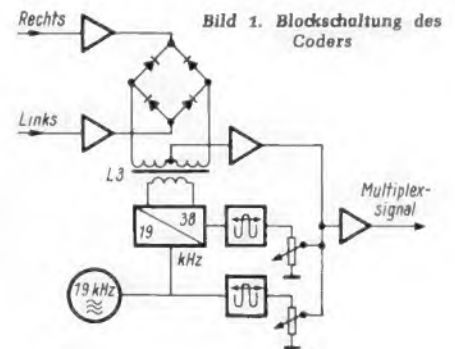 Rechts
Bild 1. Blockschaltung des
Coders
Links
L3
Multiplex-
signal
19 38
kHz
19 kHz